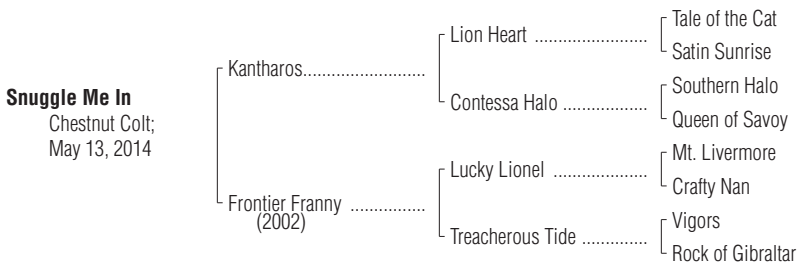 Snuggle Me In
Chestnut Colt;
May 13, 2014
Kantharos..........................
Frontier Franny ................
(2002)
Lion Heart ........................
Contessa Halo ..................
Lucky Lionel ....................
Treacherous Tide ..............
Tale of the Cat
Satin Sunrise
Southern Halo
Queen of Savoy
Mt. Livermore
Crafty Nan
Vigors
Rock of Gibraltar